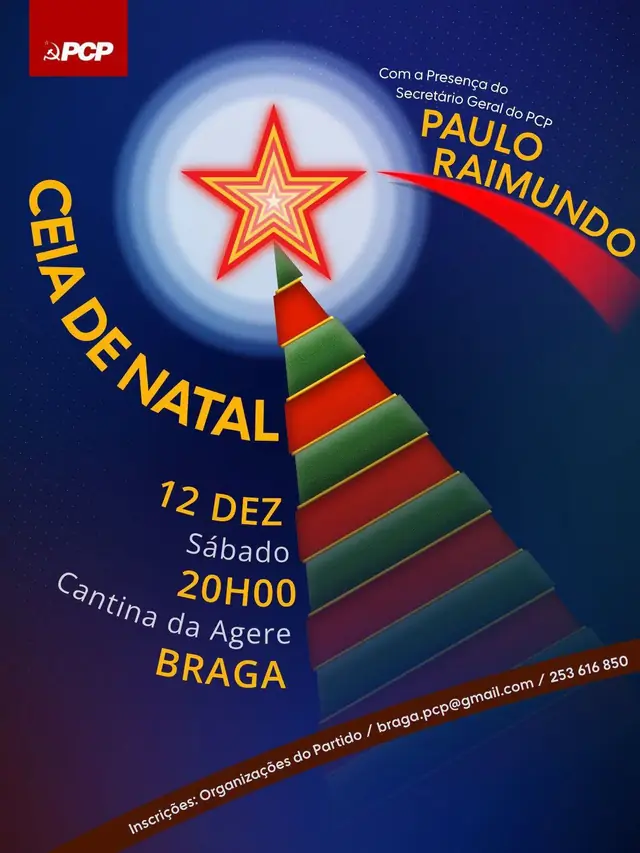 PCP
Com a Presença do
Secretário Geral do PCP
PAULO
RAIMUNDO
CEIA DE NATAL
12 DEZ
Sábado
20H00
Cantina da Agere
BRAGA
Inscrições: Organizações do Partido / braga.pcp@gmail.com / 253 616 850